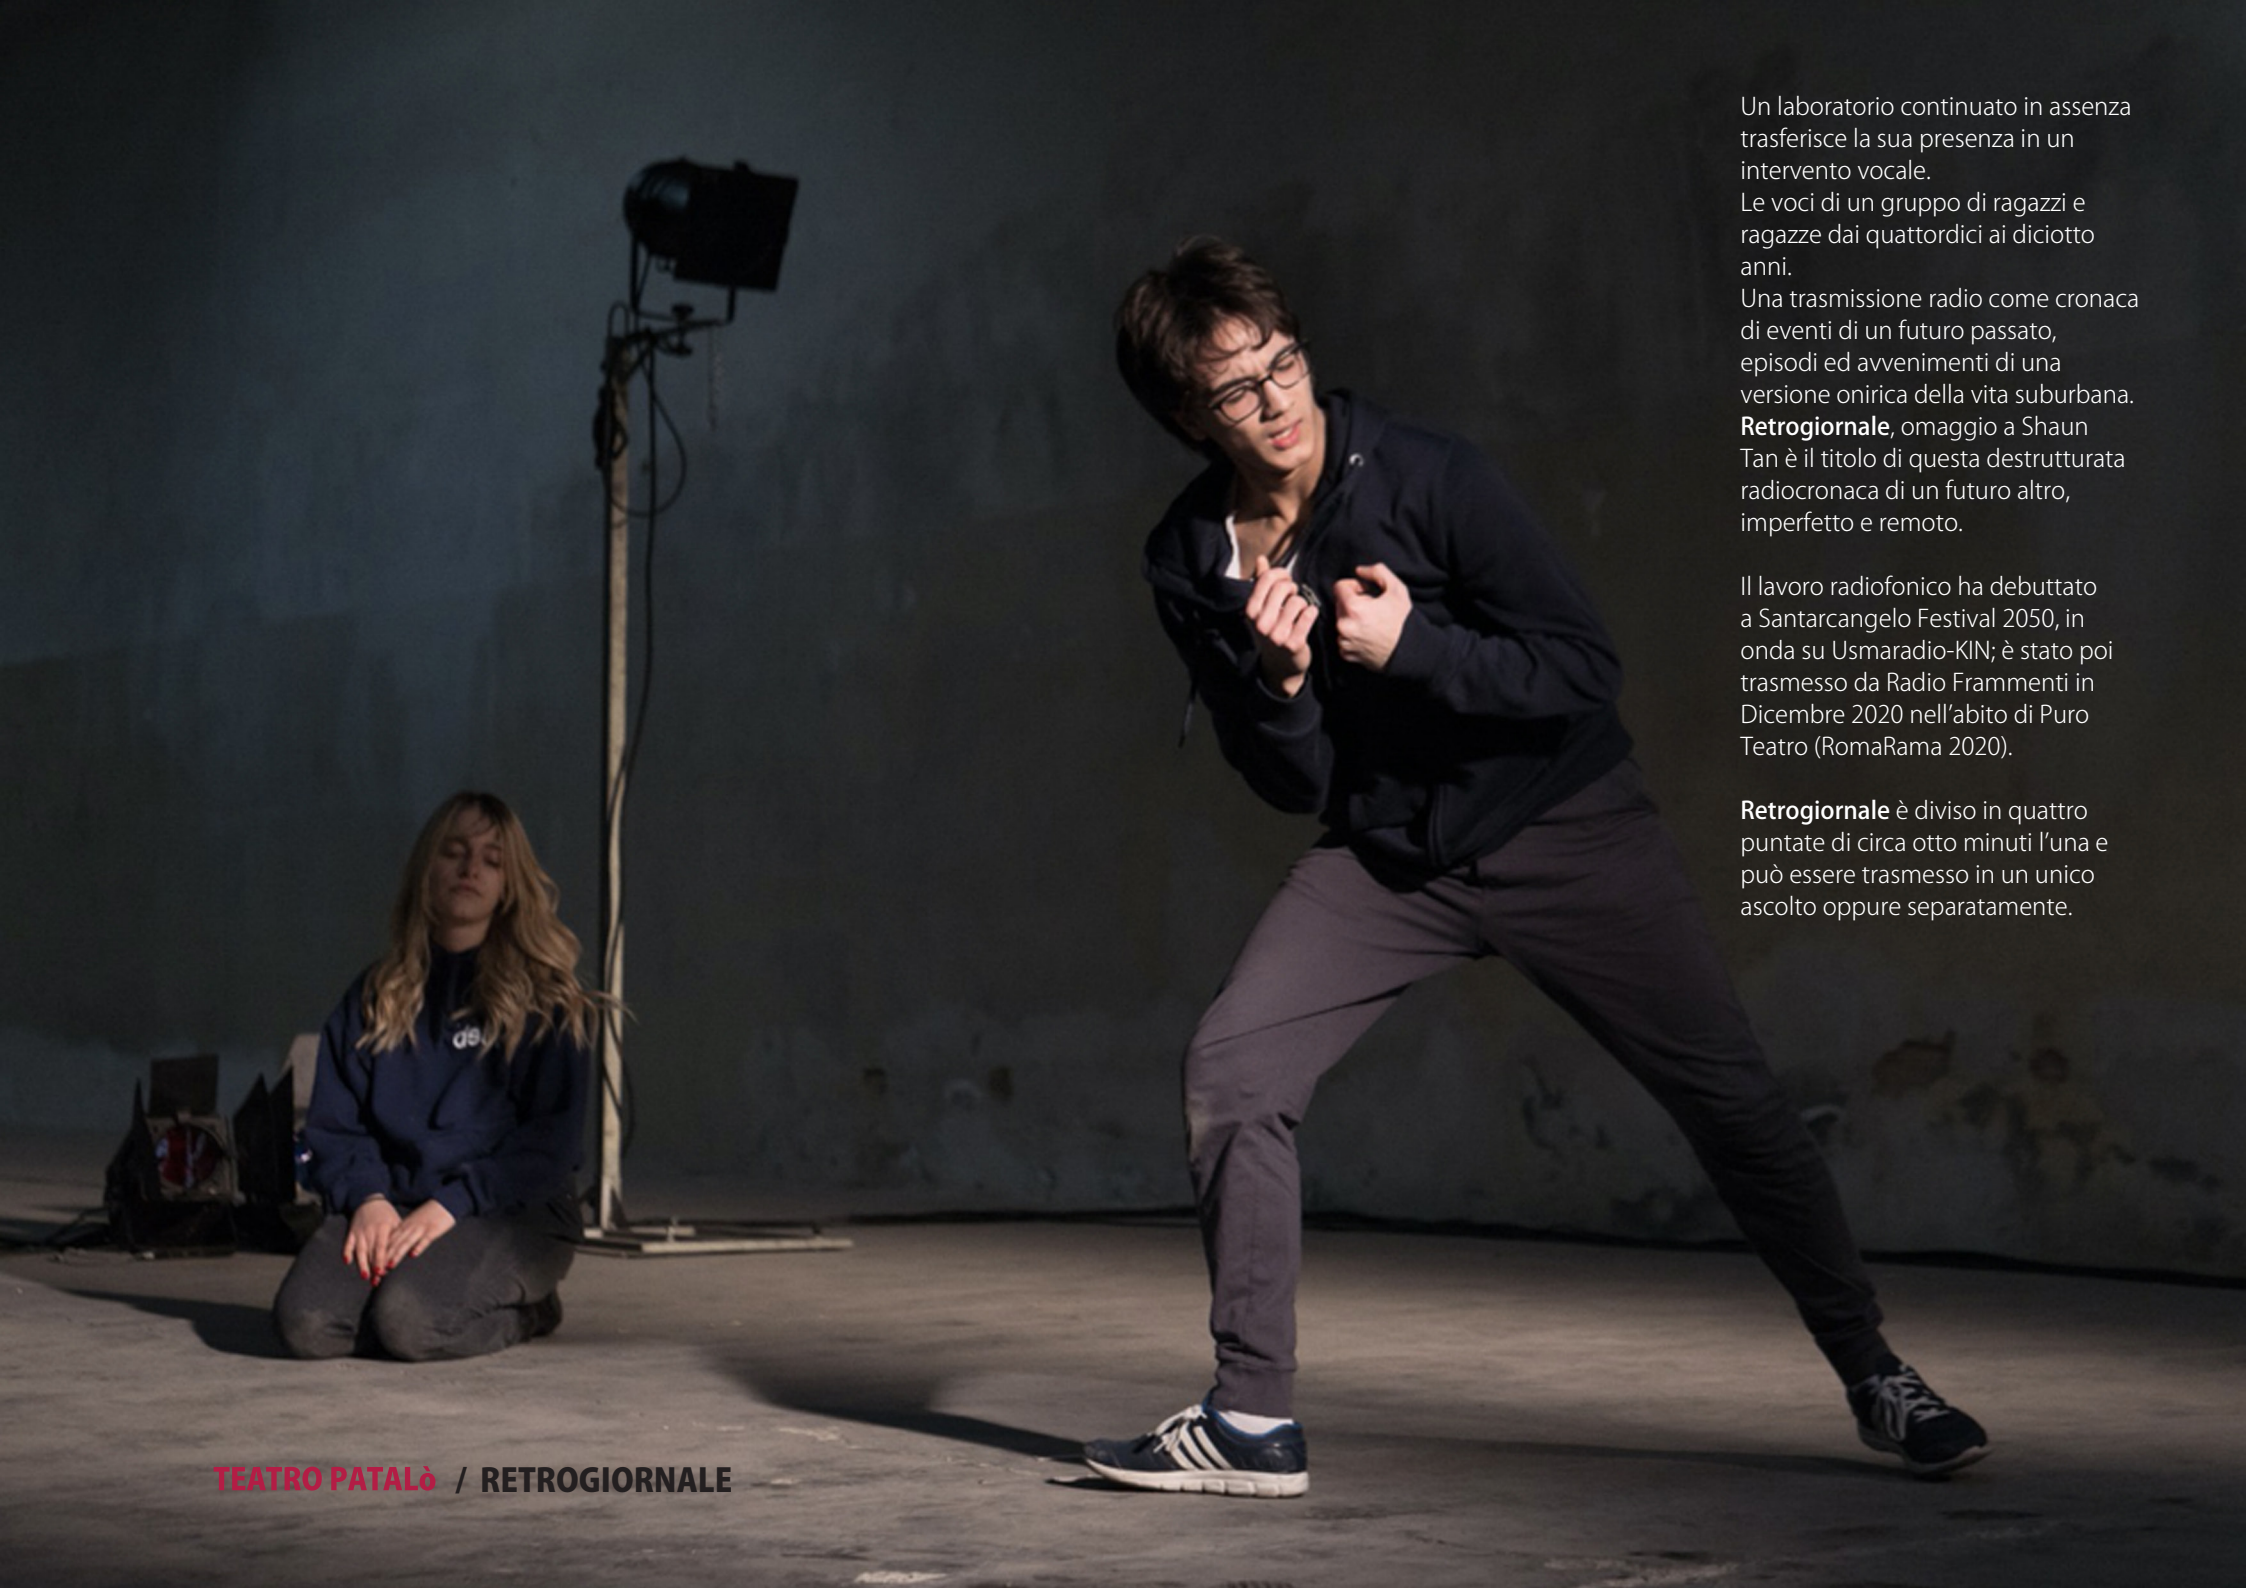 Un laboratorio continuato in assenza
trasferisce la sua presenza in un
intervento vocale.
Le voci di un gruppo di ragazzi e
ragazze dai quattordici ai diciotto
anni.
Una trasmissione radio come cronaca
di eventi di un futuro passato,
episodi ed avvenimenti di una
versione onirica della vita suburbana.
Retrogiornale, omaggio a Shaun
Tan è il titolo di questa destrutturata
radiocronaca di un futuro altro,
imperfetto e remoto.
Il lavoro radiofonico ha debuttato
a Santarcangelo Festival 2050, in
onda su Usmaradio-KIN; è stato poi
trasmesso da Radio Frammenti in
Dicembre 2020 nell’abito di Puro
Teatro (RomaRama 2020).
Retrogiornale è diviso in quattro
puntate di circa otto minuti l’una e
può essere trasmesso in un unico
ascolto oppure separatamente.
TEATRO PATALò / RETROGIORNALE